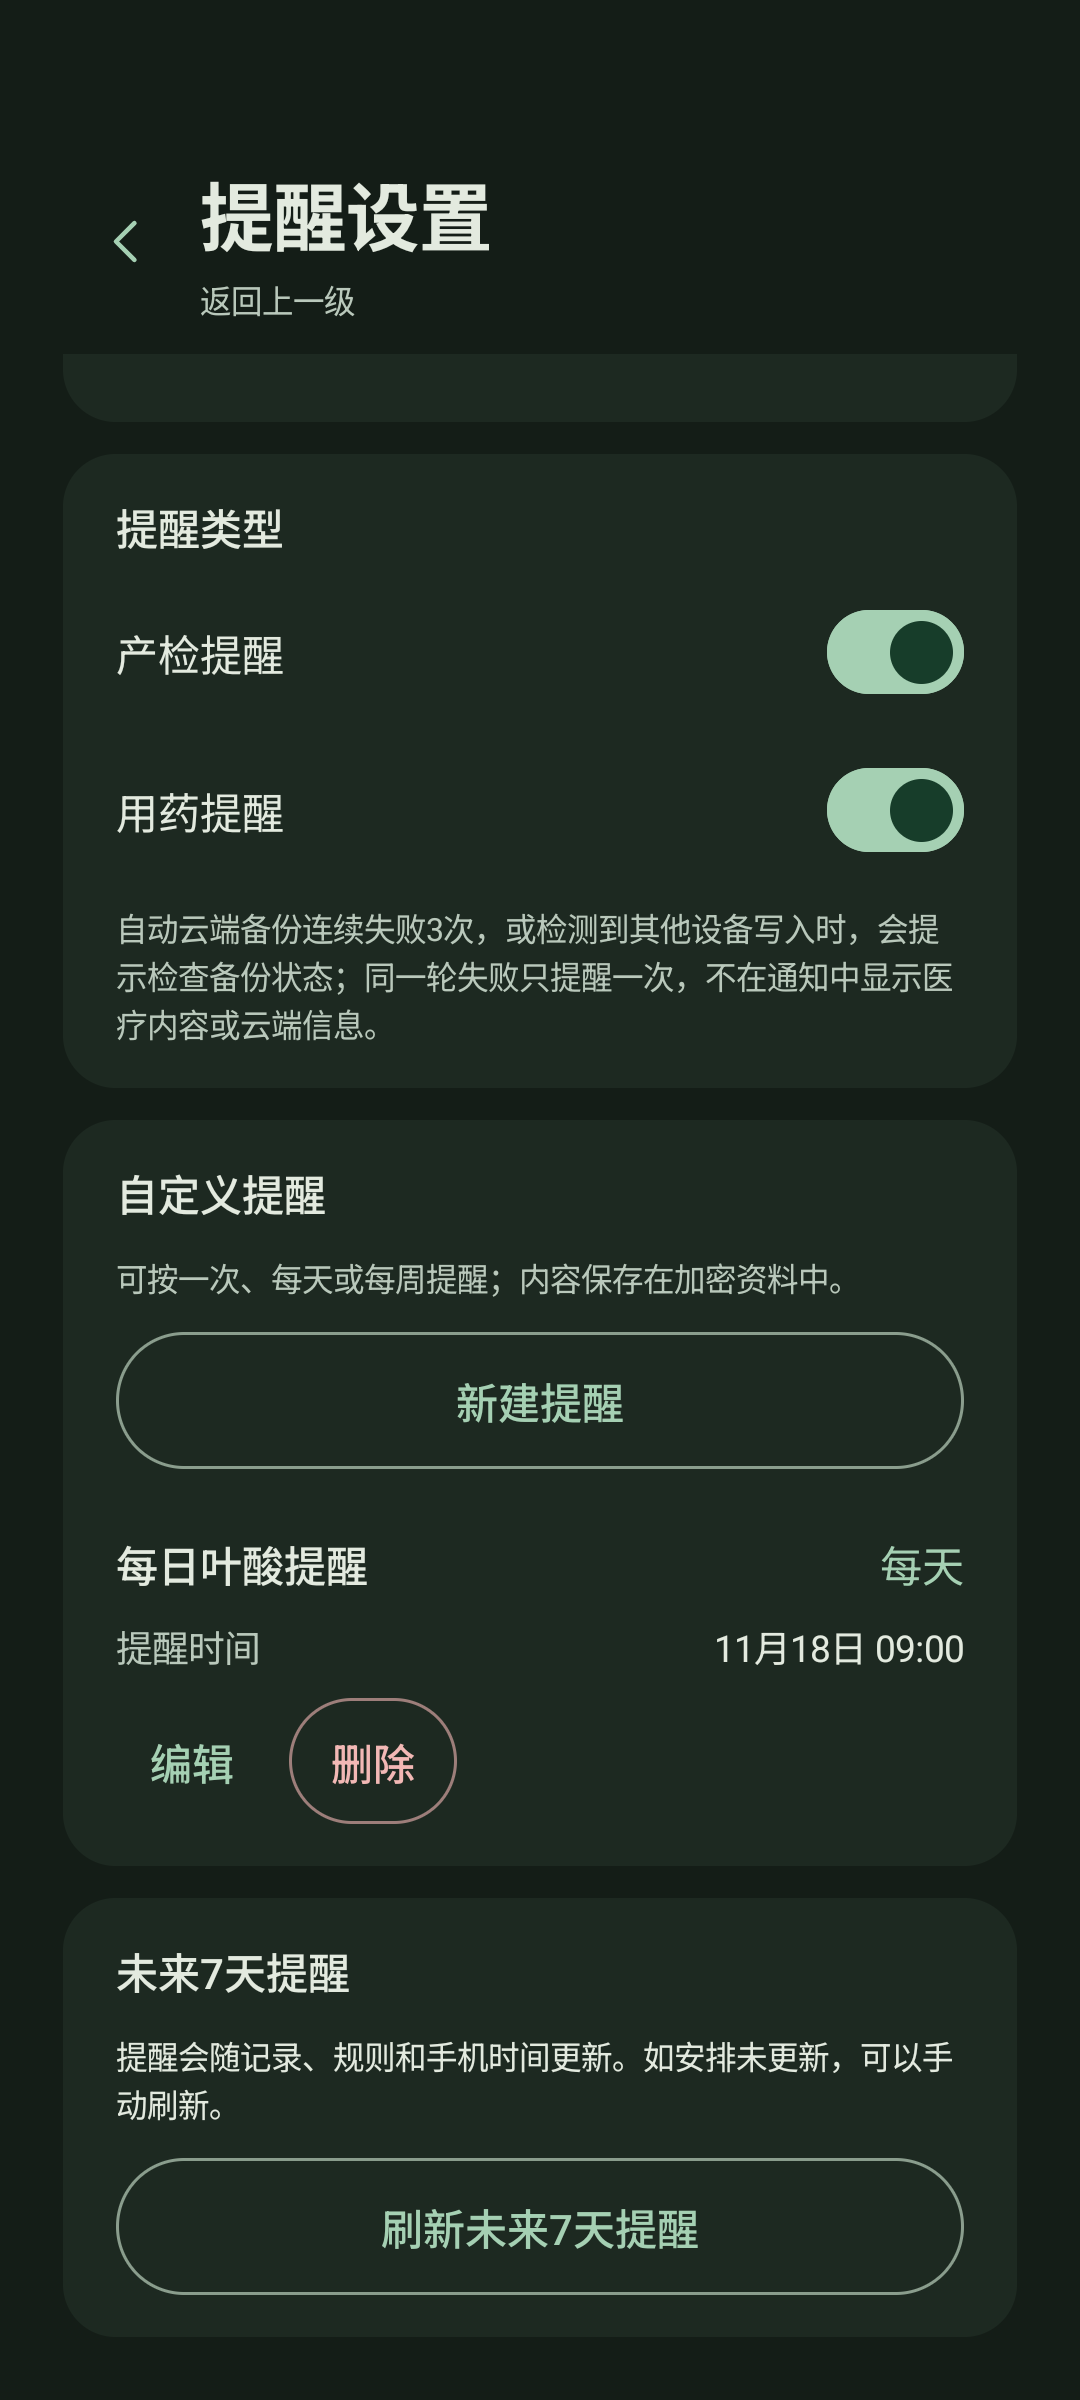 提醒设置
返回上一级
提醒类型
产检提醒
用药提醒
自动云端备份连续失败3次，或检测到其他设备写入时，会提
示检查备份状态；同一轮失败只提醒一次，不在通知中显示医
疗内容或云端信息。
自定义提醒
可按一次、每天或每周提醒；内容保存在加密资料中。
新建提醒
每日叶酸提醒 每天
提醒时间 11月18日 09:00
编辑 删除
未来7天提醒
提醒会随记录、规则和手机时间更新。如安排未更新，可以手
动刷新。
刷新未来7天提醒